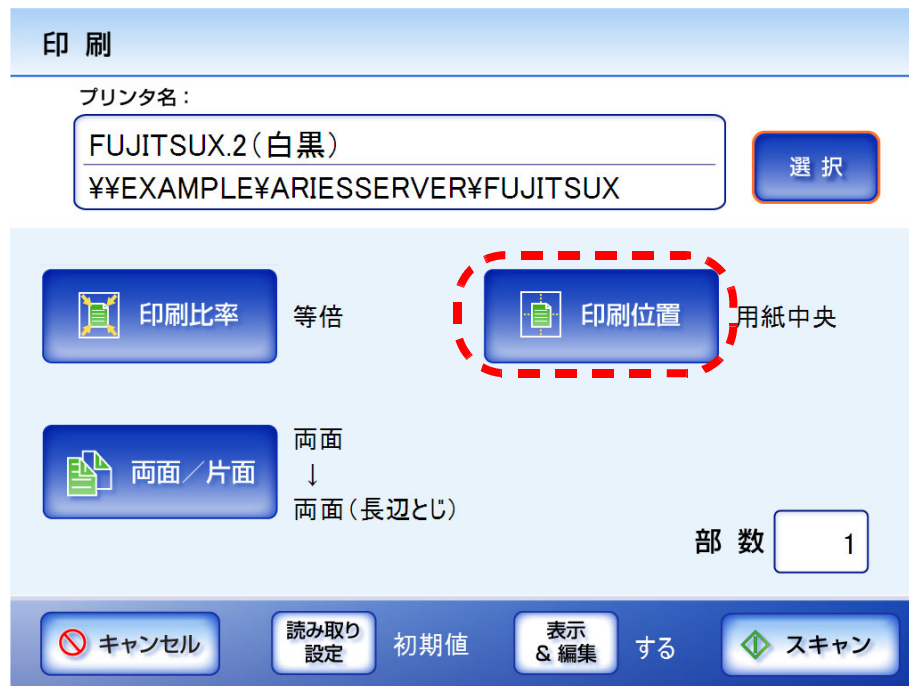 印 刷
プリンタ名：
FUJITSUX.2（白黒）
¥¥EXAMPLE¥ARIESSERVER¥FUJITSUX
選 択
印刷比率
等倍
印刷位置
用紙中央
両面／片面
両面
↓
両面（長辺とじ）
部 数
1
キャンセル
読み取り
設定
初期値
表示
& 編集
する
スキャン